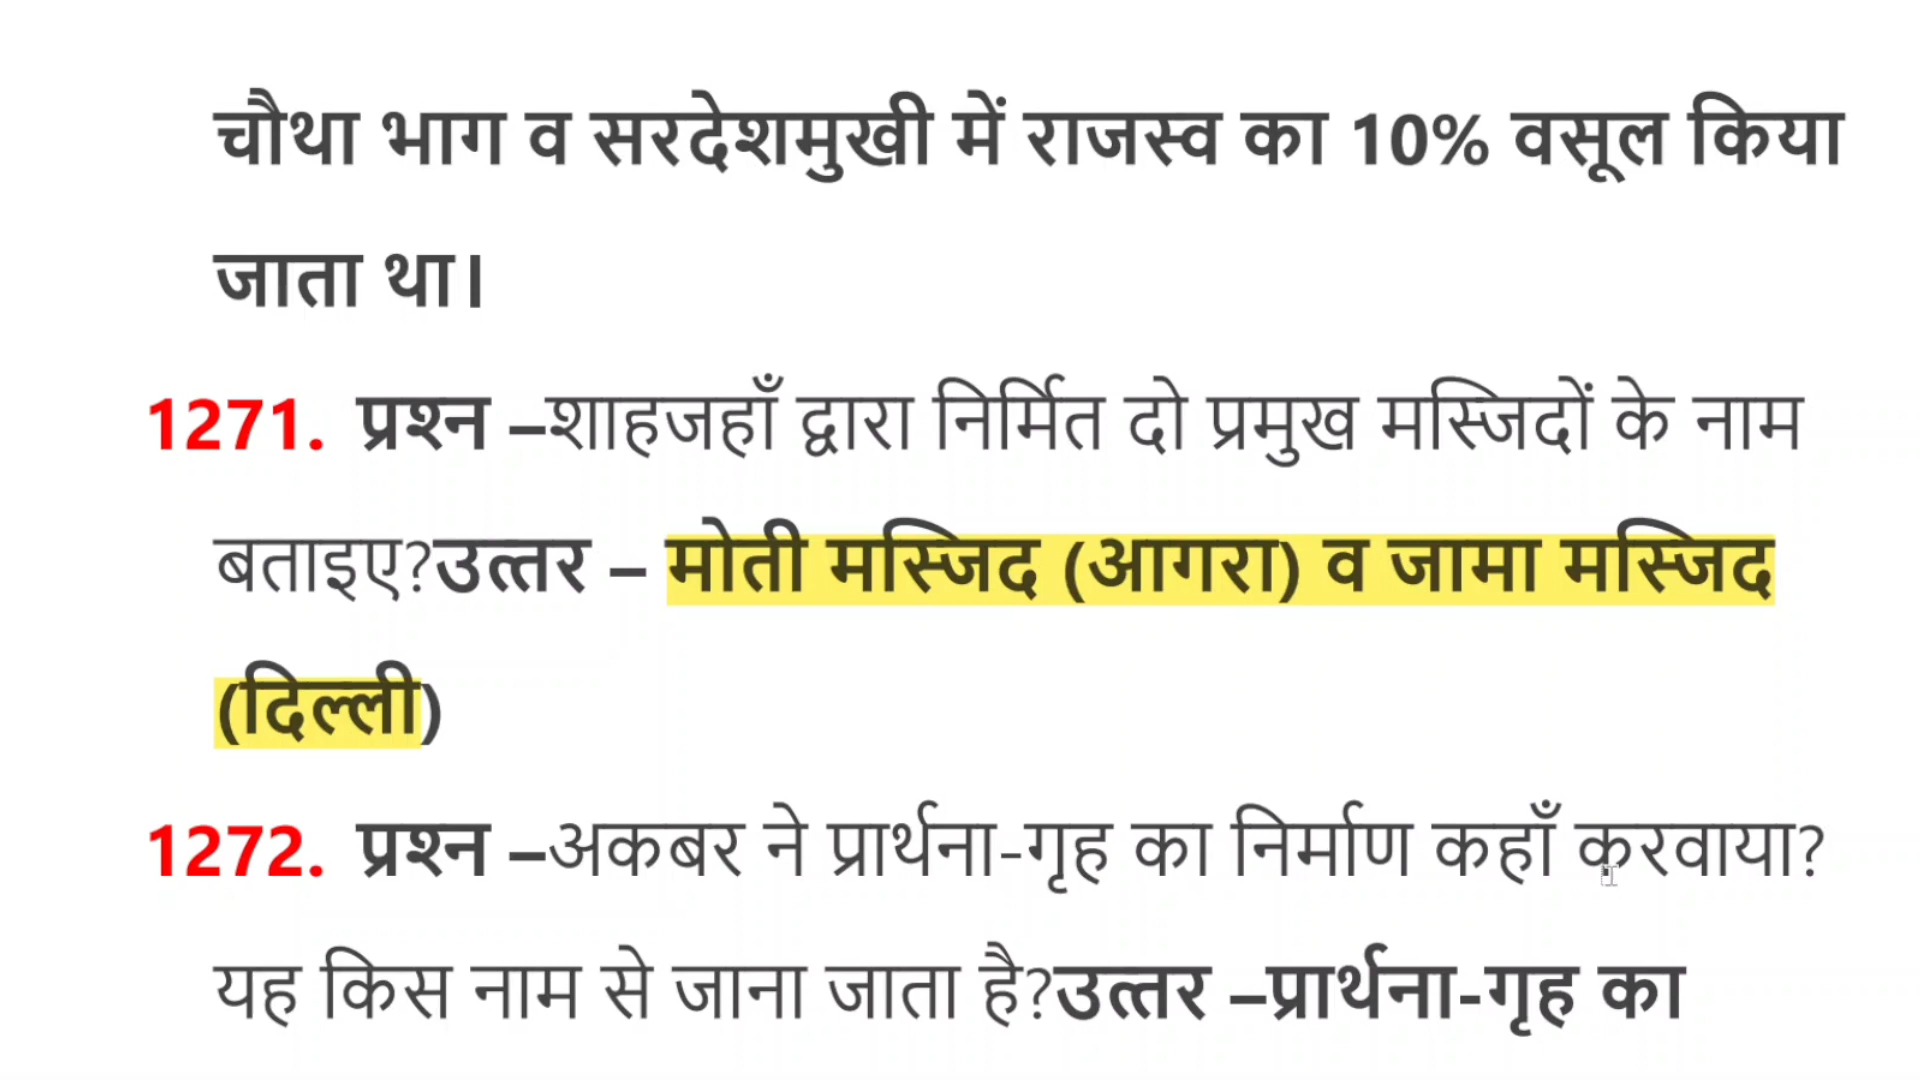 चौथा भाग व सरदेशमुखी में राजस्व का 10% वसूल किया
जाता था।
1271. प्रश्न –शाहजहाँ द्वारा निर्मित दो प्रमुख मस्जिदों के नाम
बताइए?उत्तर – मोती मस्जिद (आगरा) व जामा मस्जिद
(दिल्ली)
1272. प्रश्न –अकबर ने प्रार्थना-गृह का निर्माण कहाँ करवाया?
यह किस नाम से जाना जाता है?उत्तर –प्रार्थना-गृह का